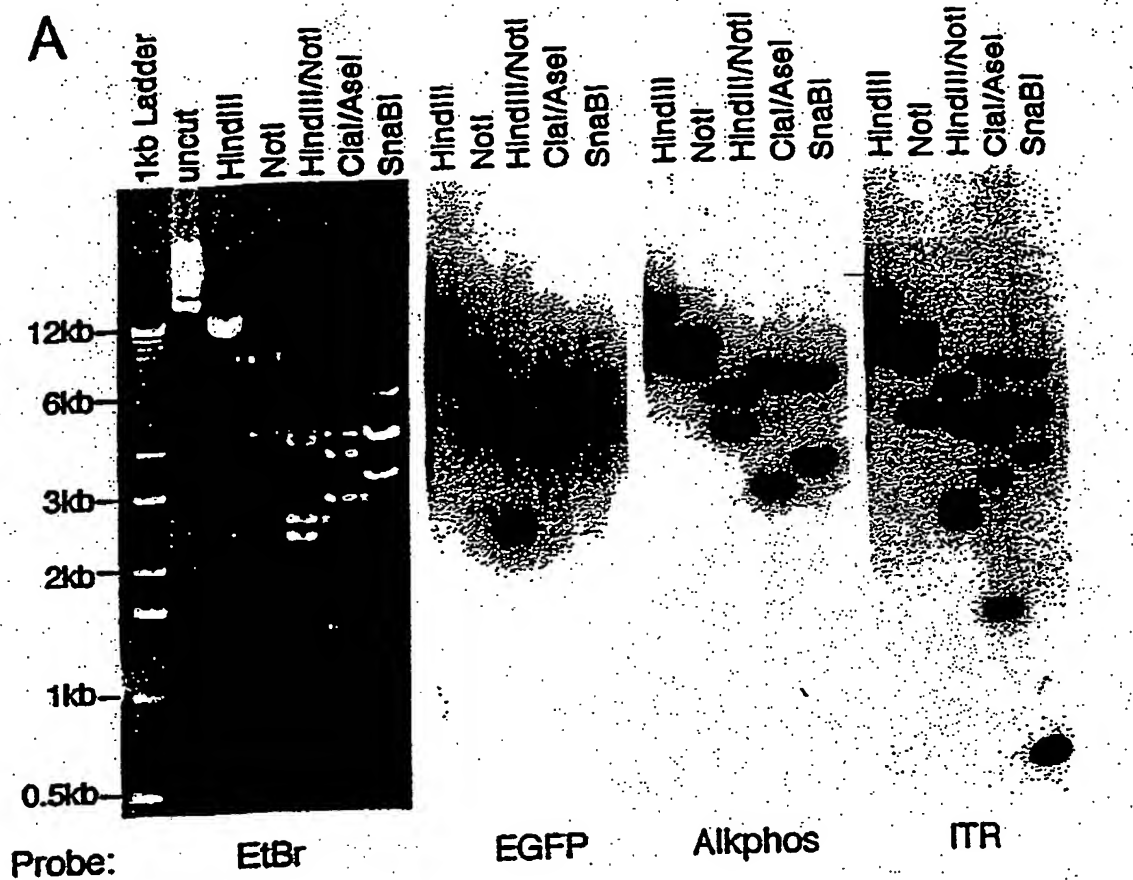 A
1kb Ladder
uncut
HindIII
NotI
HindIII/NotI
ClaI/AseI
SnaBI
HindIII
NotI
HindIII/NotI
ClaI/AseI
SnaBI
HindIII
NotI
HindIII/NotI
ClaI/AseI
SnaBI
HindIII
NotI
HindIII/NotI
ClaI/AseI
SnaBI
12kb
6kb
3kb
2kb
1kb
0.5kb
Probe: EtBr EGFP Alkphos ITR